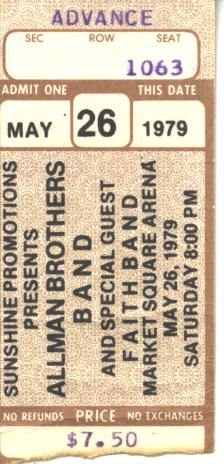 ADVANCE
SEC ROW SEAT
1063
ADMIT ONE THIS DATE
MAY 26 1979
SUNSHINE PROMOTIONS
PRESENTS
ALLMAN BROTHERS
BAND
AND SPECIAL GUEST
FAITH BAND
MARKET SQUARE ARENA
MAY 26, 1979
SATURDAY 8:00 PM
NO REFUNDS PRICE NO EXCHANGES
$7.50